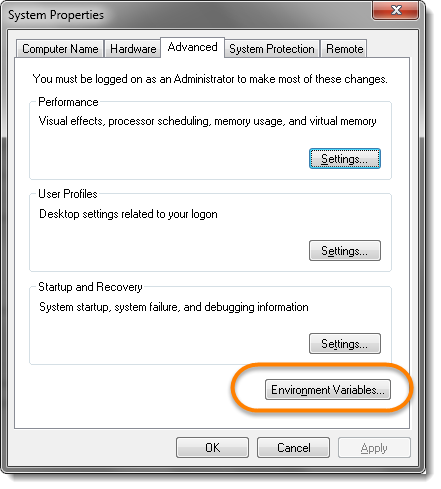 System Properties
Computer Name Hardware Advanced System Protection Remote
You must be logged on as an Administrator to make most of these changes.
Performance
Visual effects, processor scheduling, memory usage, and virtual memory
Settings...
User Profiles
Desktop settings related to your logon
Settings...
Startup and Recovery
System startup, system failure, and debugging information
Settings...
Environment Variables...
OK Cancel Apply